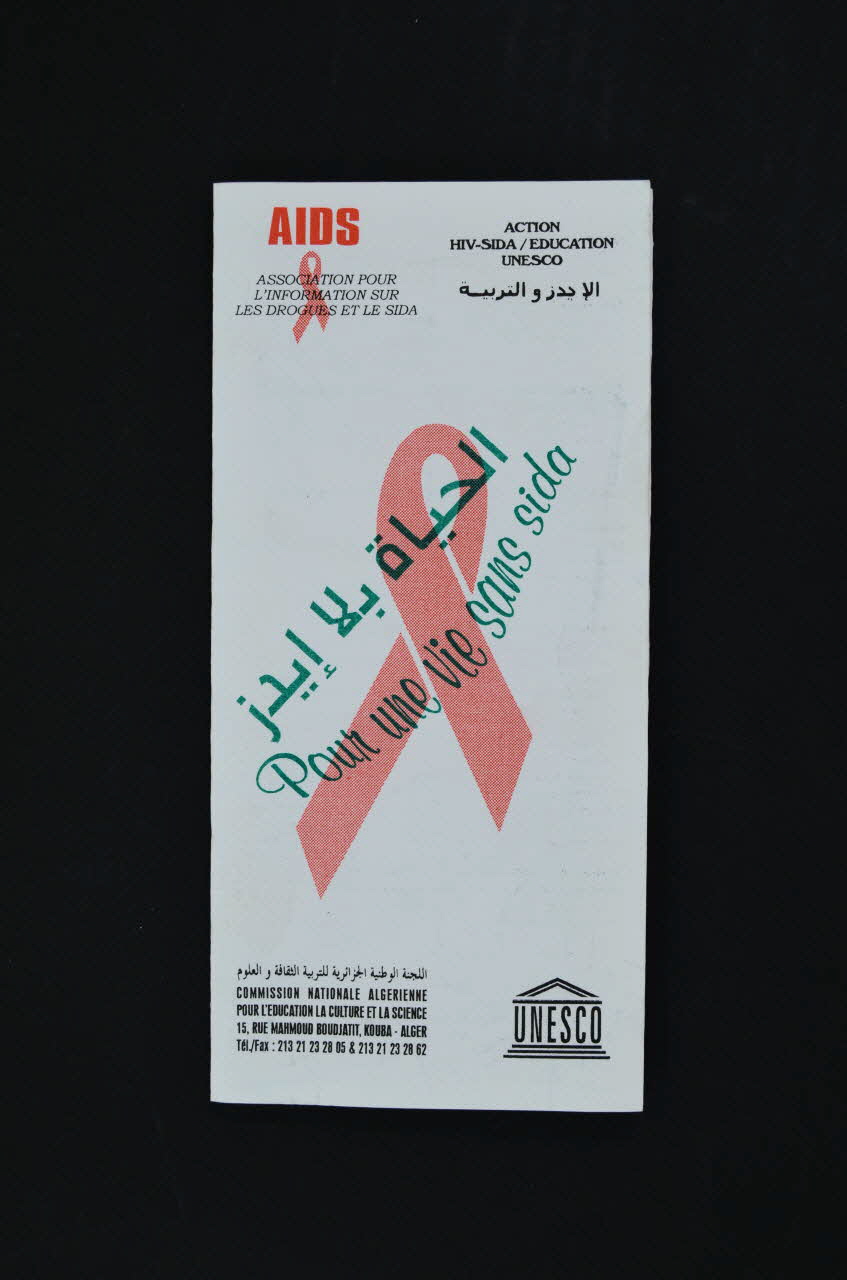 AIDS
ASSOCIATION POUR
L'INFORMATION SUR
LES DROGUES ET LE SIDA
ACTION
HIV-SIDA / EDUCATION
UNESCO
الإيدز و التربيــة
الحيـاة بلا إيدز
Pour une vie sans sida
اللجنة الوطنية الجزائرية للتربية الثقافة و العلوم
COMMISSION NATIONALE ALGERIENNE
POUR L'EDUCATION LA CULTURE ET LA SCIENCE
15, RUE MAHMOUD BOUDJATIT, KOUBA - ALGER
Tél./Fax : 213 21 23 28 05 & 213 21 23 28 62
UNESCO